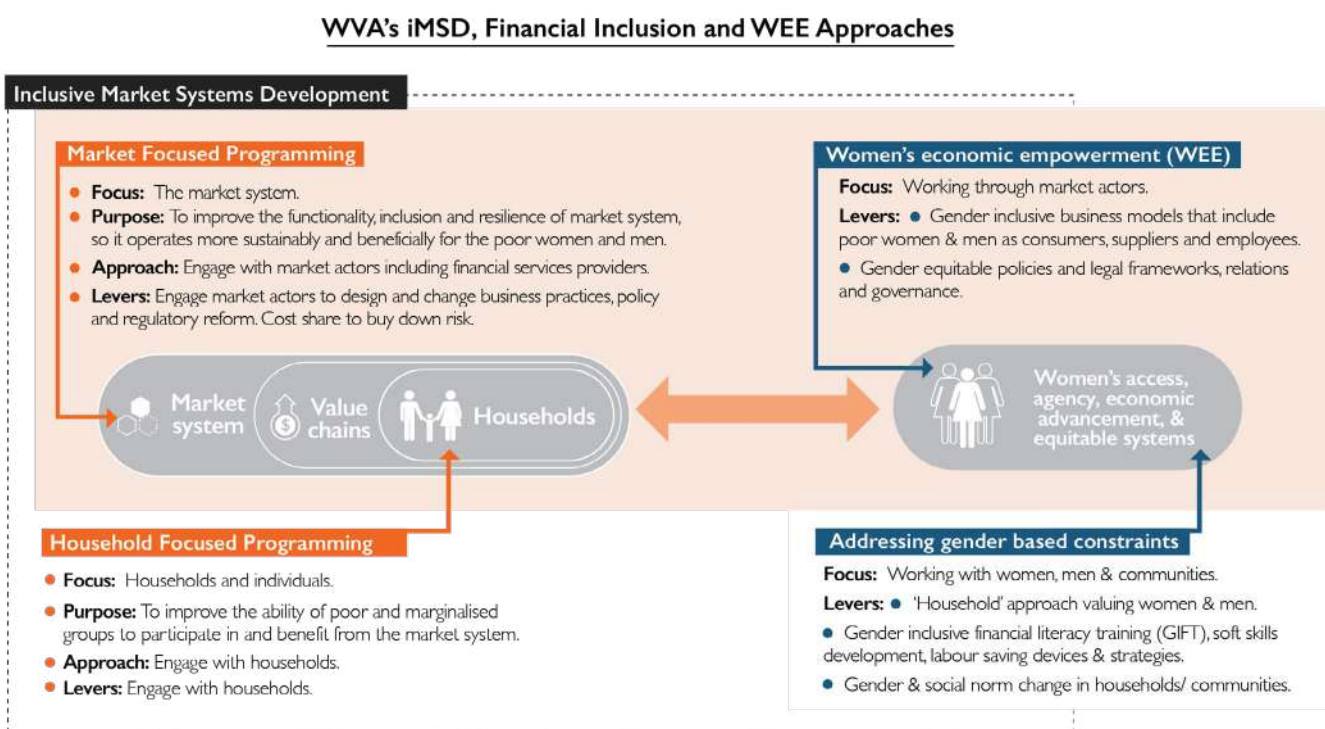 WVA's iMSD, Financial Inclusion and WEE Approaches
Inclusive Market Systems Development
Market Focused Programming
• Focus: The market system.
• Purpose: To improve the functionality, inclusion and resilience of market system,
so it operates more sustainably and beneficially for the poor women and men.
• Approach: Engage with market actors including financial services providers.
• Levers: Engage market actors to design and change business practices, policy
and regulatory reform. Cost share to buy down risk.
Women's economic empowerment (WEE)
Focus: Working through market actors.
Levers: • Gender inclusive business models that include
poor women & men as consumers, suppliers and employees.
• Gender equitable policies and legal frameworks, relations
and governance.
Market
system
$
Value
chains
Households
Women's access,
agency, economic
advancement, &
equitable systems
Household Focused Programming
• Focus: Households and individuals.
• Purpose: To improve the ability of poor and marginalised
groups to participate in and benefit from the market system.
• Approach: Engage with households.
• Levers: Engage with households.
Addressing gender based constraints
Focus: Working with women, men & communities.
Levers: • 'Household' approach valuing women & men.
• Gender inclusive financial literacy training (GIFT), soft skills
development, labour saving devices & strategies.
• Gender & social norm change in households/ communities.